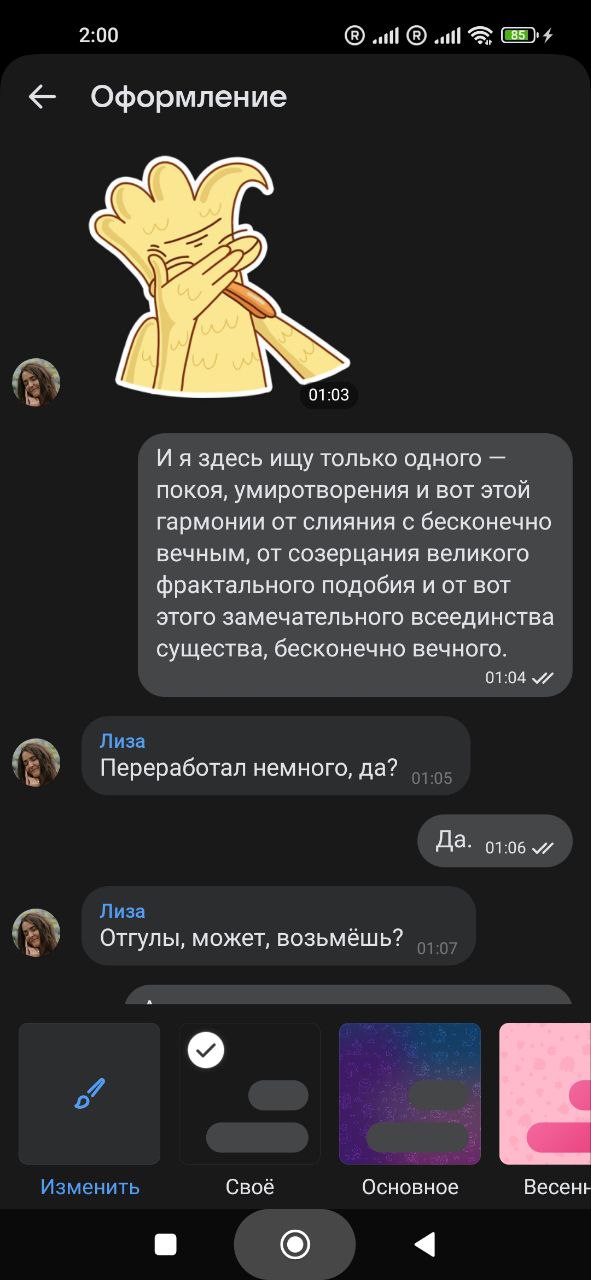 2:00
85
Оформление
01:03
И я здесь ищу только одного —
покоя, умиротворения и вот этой
гармонии от слияния с бесконечно
вечным, от созерцания великого
фрактального подобия и от вот
этого замечательного всеединства
существа, бесконечно вечного.
01:04
Лиза
Переработал немного, да? 01:05
Да. 01:06
Лиза
Отгулы, может, возьмёшь? 01:07
Изменить
Своё
Основное
Весенн